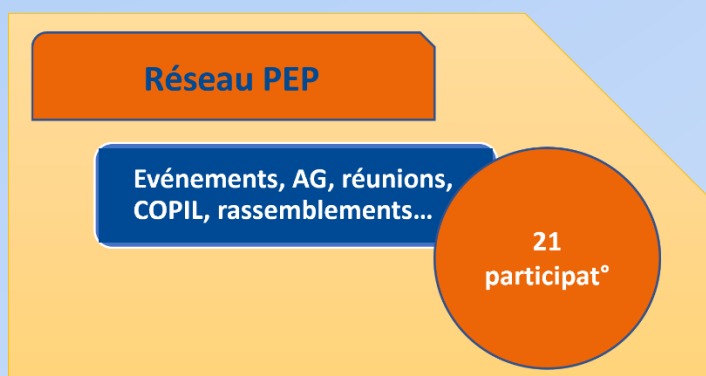 Réseau PEP
Evénements, AG, réunions,
COPIL, rassemblements…
21
participat°